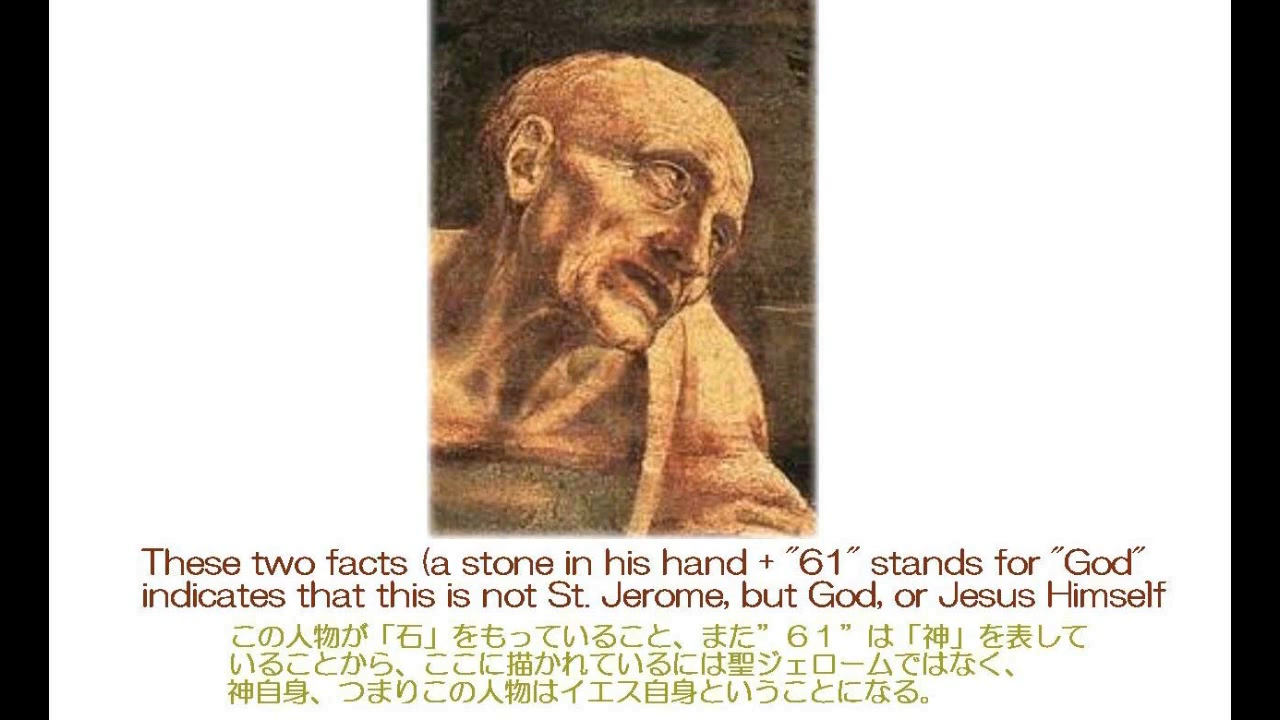 These two facts (a stone in his hand + "61" stands for "God"
indicates that this is not St. Jerome, but God, or Jesus Himself
この人物が「石」をもっていること、また”６１”は「神」を表して
いることから、ここに描かれているには聖ジェロームではなく、
神自身、つまりこの人物はイエス自身ということになる。